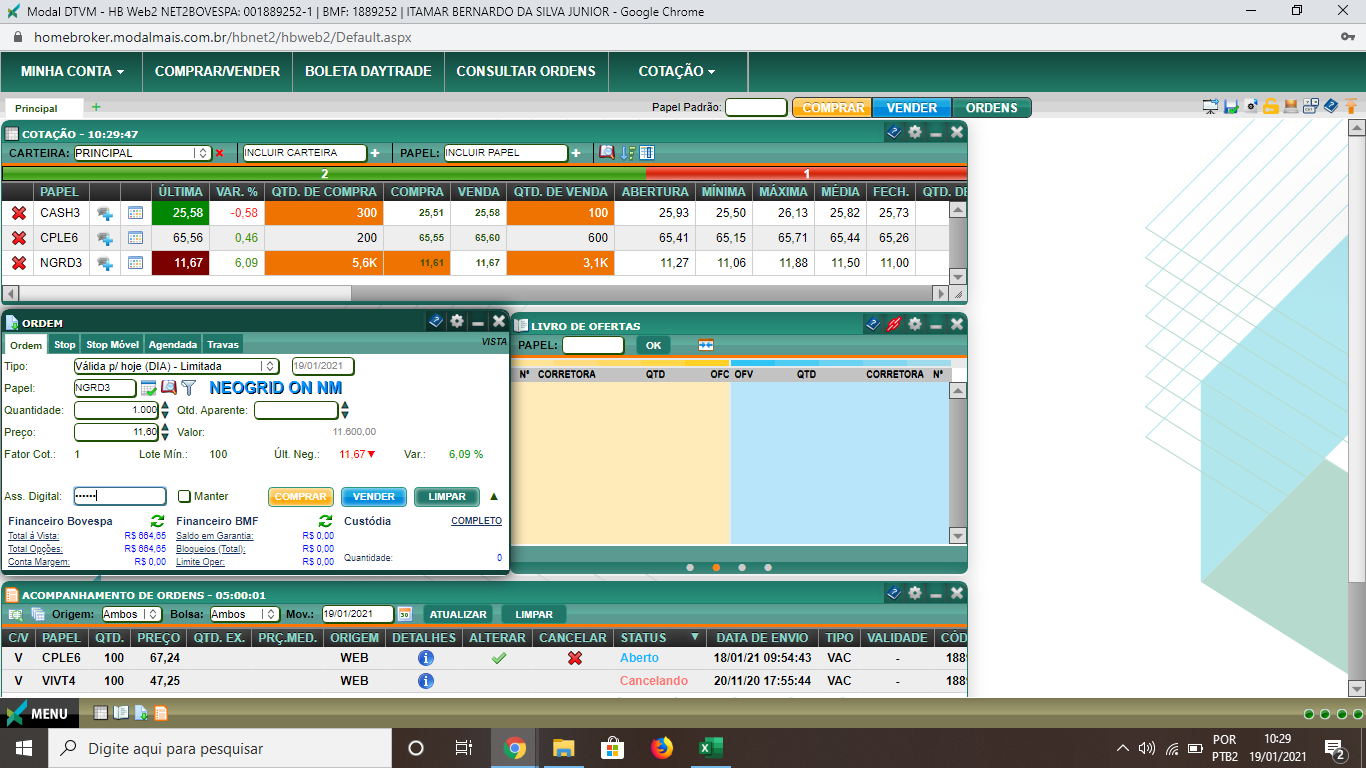 Modal DTVM - HB Web2 NET2BOVESPA: 001889252-1 | BMF: 1889252 | ITAMAR BERNARDO DA SILVA JUNIOR - Google Chrome
homebroker.modalmais.com.br/hbnet2/hbweb2/Default.aspx
MINHA CONTA COMPRAR/VENDER BOLETA DAYTRADE CONSULTAR ORDENS COTAÇÃO
Principal + Papel Padrão: COMPRAR VENDER ORDENS
COTAÇÃO - 10:29:47
CARTEIRA: PRINCIPAL INCLUIR CARTEIRA PAPEL: INCLUIR PAPEL
2 1
PAPEL ÚLTIMA VAR. % QTD. DE COMPRA COMPRA VENDA QTD. DE VENDA ABERTURA MÍNIMA MÁXIMA MÉDIA FECH. QTD. DE
CASH3 25,58 -0,58 300 25,51 25,58 100 25,93 25,50 26,13 25,82 25,73
CPLE6 65,56 0,46 200 65,55 65,60 600 65,41 65,15 65,71 65,44 65,26
NGRD3 11,67 6,09 5,6K 11,61 11,67 3,1K 11,27 11,06 11,88 11,50 11,00
ORDEM
Ordem Stop Stop Móvel Agendada Travas VISTA
Tipo: Válida p/ hoje (DIA) - Limitada 19/01/2021
Papel: NGRD3 NEOGRID ON NM
Quantidade: 1.000 Qtd. Aparente:
Preço: 11,60 Valor: 11.600,00
Fator Cot.: 1 Lote Mín.: 100 Últ. Neg.: 11,67 Var.: 6,09 %
Ass. Digital: •••••• Manter COMPRAR VENDER LIMPAR
Financeiro Bovespa Financeiro BMF Custódia COMPLETO
Total à Vista: R$ 664,65 Saldo em Garantia: R$ 0,00
Total Opções: R$ 664,65 Bloqueios (Total): R$ 0,00 Quantidade: 0
Conta Margem: R$ 0,00 Limite Oper: R$ 0,00
LIVRO DE OFERTAS
PAPEL: OK
Nº CORRETORA QTD OFC OFV QTD CORRETORA Nº
ACOMPANHAMENTO DE ORDENS - 05:00:01
Origem: Ambos Bolsa: Ambos Mov.: 19/01/2021 30 ATUALIZAR LIMPAR
C/V PAPEL QTD. PREÇO QTD. EX. PRÇ.MED. ORIGEM DETALHES ALTERAR CANCELAR STATUS DATA DE ENVIO TIPO VALIDADE CÓD
V CPLE6 100 67,24 WEB Aberto 18/01/21 09:54:43 VAC - 188
V VIVT4 100 47,25 WEB Cancelando 20/11/20 17:55:44 VAC - 188
MENU
Digite aqui para pesquisar
POR
PTB2
10:29
19/01/2021
2